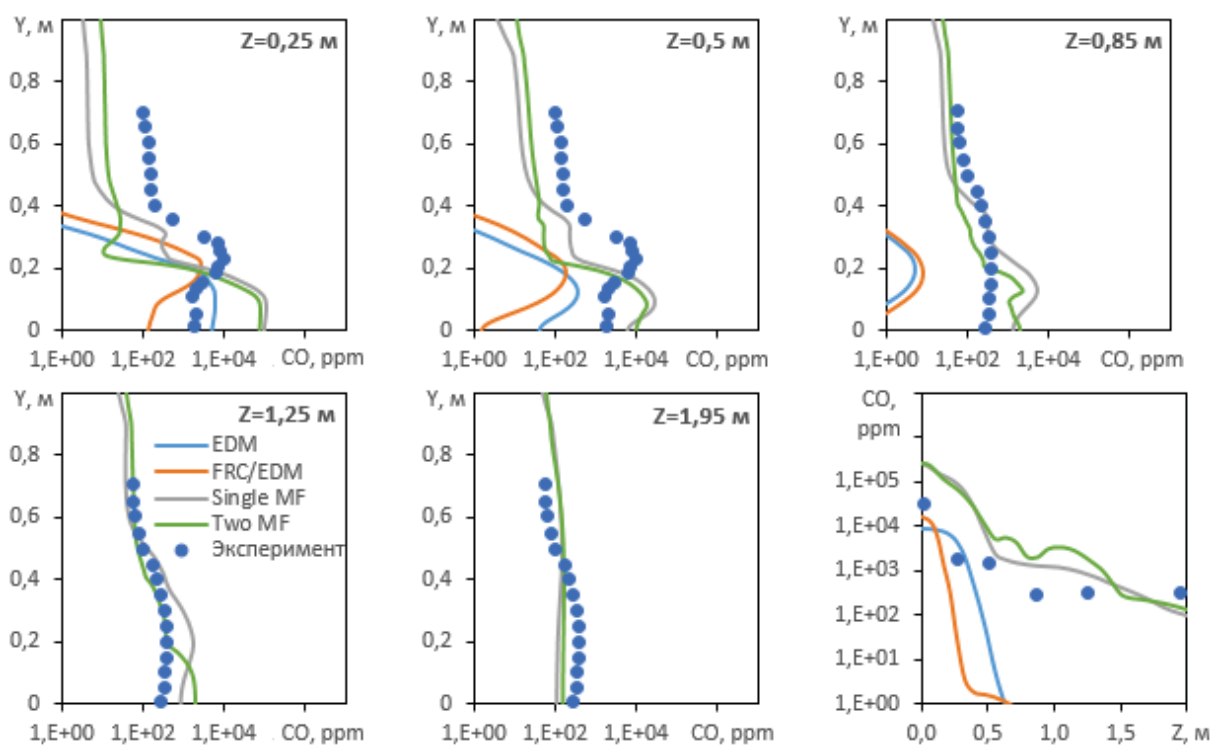 Y, м
Z=0,25 м
0,8
0,6
0,4
0,2
0
1,E+00
1,E+02
1,E+04
CO, ppm
Y, м
Z=0,5 м
0,8
0,6
0,4
0,2
0
1,E+00
1,E+02
1,E+04
CO, ppm
Y, м
Z=0,85 м
0,8
0,6
0,4
0,2
0
1,E+00
1,E+02
1,E+04
CO, ppm
Y, м
Z=1,25 м
0,8
0,6
0,4
0,2
0
EDM
FRC/EDM
Single MF
Two MF
Эксперимент
1,E+00
1,E+02
1,E+04
CO, ppm
Y, м
Z=1,95 м
0,8
0,6
0,4
0,2
0
1,E+00
1,E+02
1,E+04
CO, ppm
CO,
ppm
1,E+05
1,E+04
1,E+03
1,E+02
1,E+01
1,E+00
0,0
0,5
1,0
1,5
Z, м